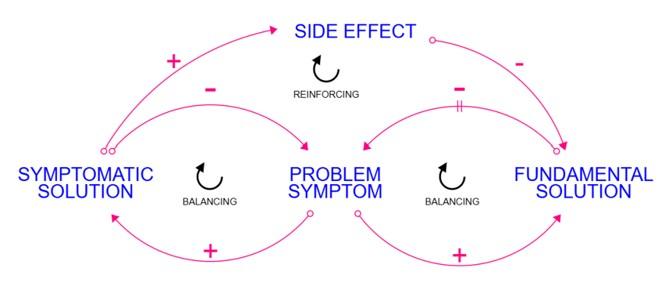 SIDE EFFECT
+
-
-
-
REINFORCING
SYMPTOMATIC
SOLUTION
BALANCING
PROBLEM
SYMPTOM
BALANCING
FUNDAMENTAL
SOLUTION
+
+